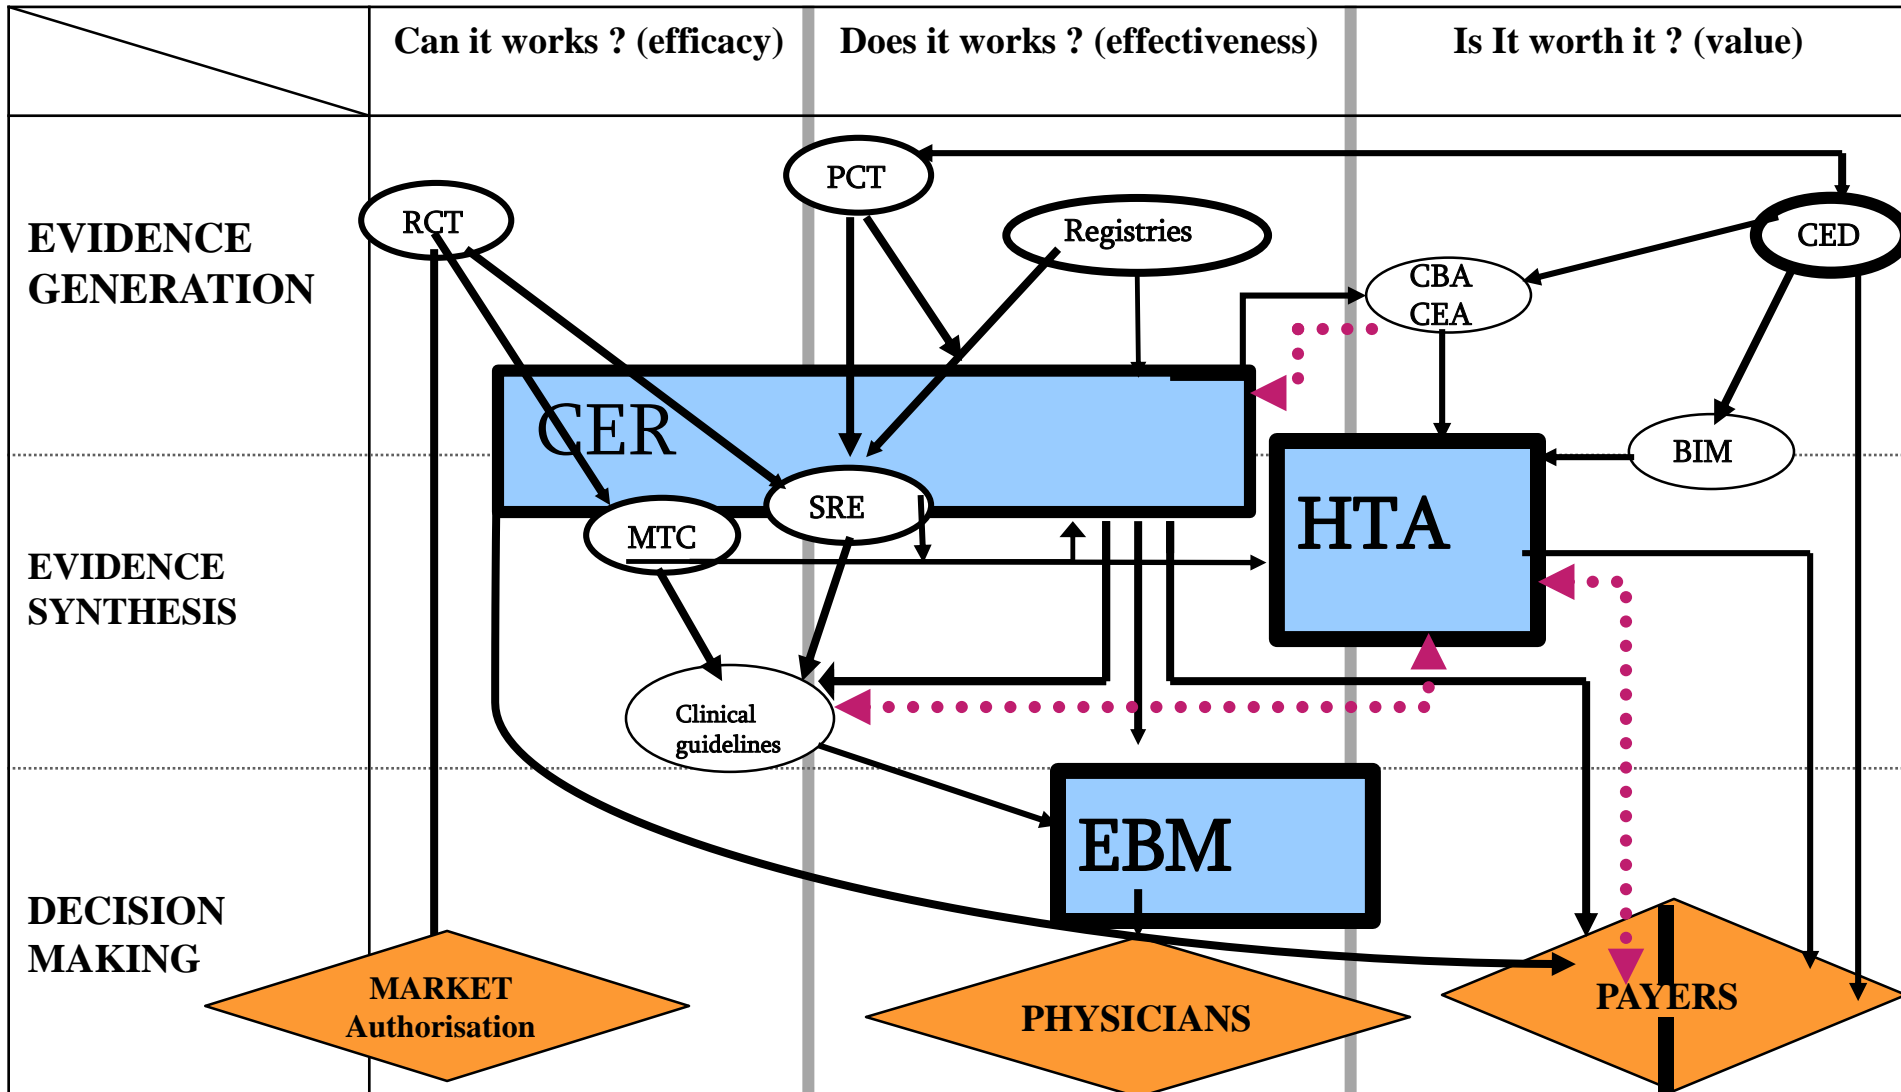 Can it works ? (efficacy)
Does it works ? (effectiveness)
Is It worth it ? (value)
EVIDENCE
GENERATION
RCT
PCT
Registries
CED
CBA
CEA
CER
BIM
EVIDENCE
SYNTHESIS
MTC
SRE
HTA
Clinical
guidelines
DECISION
MAKING
EBM
MARKET
Authorisation
PHYSICIANS
PAYERS